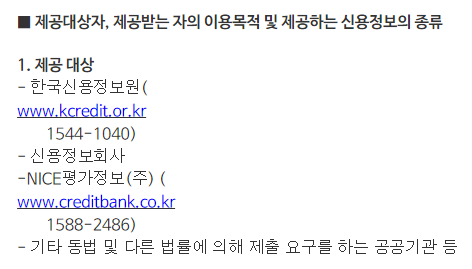 ■ 제공대상자, 제공받는 자의 이용목적 및 제공하는 신용정보의 종류
1. 제공 대상
- 한국신용정보원(
www.kcredit.or.kr
1544-1040)
- 신용정보회사
-NICE평가정보(주) (
www.creditbank.co.kr
1588-2486)
- 기타 동법 및 다른 법률에 의해 제출 요구를 하는 공공기관 등